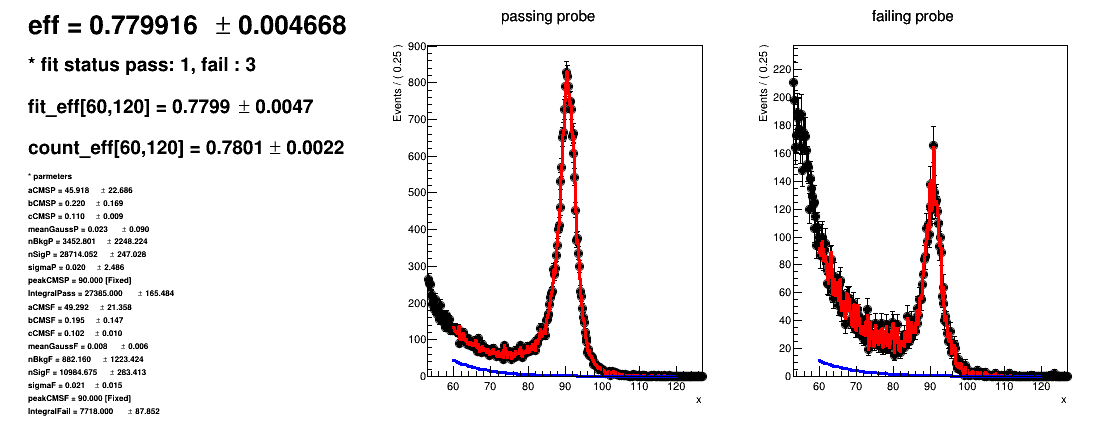 eff = 0.779916 ± 0.004668
* fit status pass: 1, fail : 3
fit_eff[60,120] = 0.7799 ± 0.0047
count_eff[60,120] = 0.7801 ± 0.0022
* parmeters
aCMSP = 45.918 ± 22.686
bCMSP = 0.220 ± 0.169
cCMSP = 0.110 ± 0.009
meanGaussP = 0.023 ± 0.090
nBkgP = 3452.801 ± 2248.224
nSigP = 28714.052 ± 247.028
sigmaP = 0.020 ± 2.486
peakCMSP = 90.000 [Fixed]
IntegralPass = 27385.000 ± 165.484
aCMSF = 49.292 ± 21.358
bCMSF = 0.195 ± 0.147
cCMSF = 0.102 ± 0.010
meanGaussF = 0.008 ± 0.006
nBkgF = 882.160 ± 1223.424
nSigF = 10984.675 ± 283.413
sigmaF = 0.021 ± 0.015
peakCMSF = 90.000 [Fixed]
IntegralFail = 7718.000 ± 87.852
passing probe
Events / ( 0.25 )
900
800
700
600
500
400
300
200
100
0
60 70 80 90 100 110 120
x
failing probe
Events / ( 0.25 )
220
200
180
160
140
120
100
80
60
40
20
0
60 70 80 90 100 110 120
x